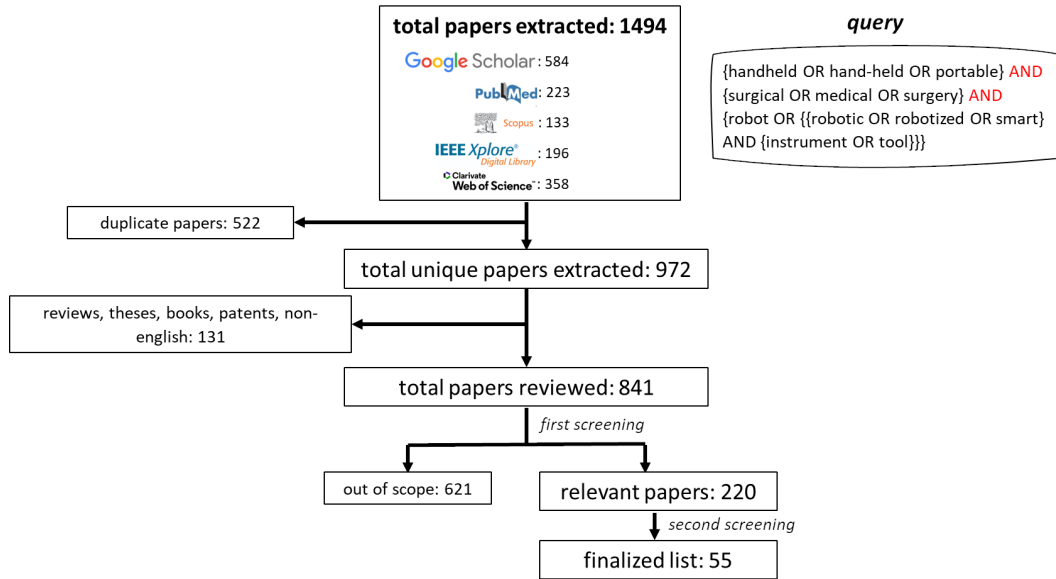 total papers extracted: 1494
Google Scholar: 584
PubMed: 223
Scopus: 133
IEEE Xplore® : 196
Digital Library
Clarivate
Web of Science™: 358
query
{handheld OR hand-held OR portable} AND
{surgical OR medical OR surgery} AND
{robot OR {{robotic OR robotized OR smart}
AND {instrument OR tool}}}
duplicate papers: 522
total unique papers extracted: 972
reviews, theses, books, patents, non-
english: 131
total papers reviewed: 841
first screening
out of scope: 621
relevant papers: 220
second screening
finalized list: 55